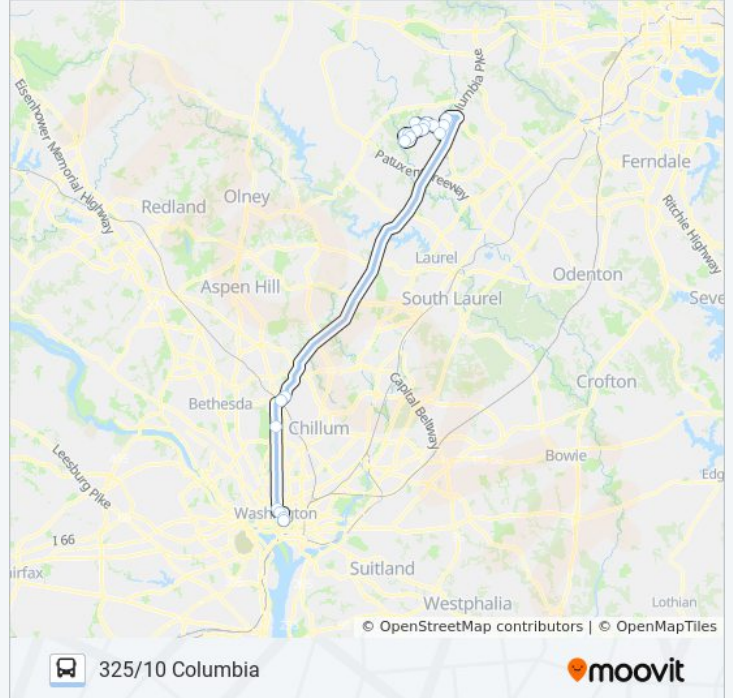 Columbia Pike
Eisenhower Memorial Highway
Patuxent Freeway
Ferndale
Olney
Redland
Ritchie Highway
Laurel
Odenton
Aspen Hill
South Laurel
Seve
Capital Beltway
Crofton
Bethesda
Chillum
Leesburg Pike
Bowie
Edg
Washington
I 66
airfax
Suitland
Westphalia
Lothian
© OpenStreetMap contributors | © OpenMapTiles
325/10 Columbia
moovit